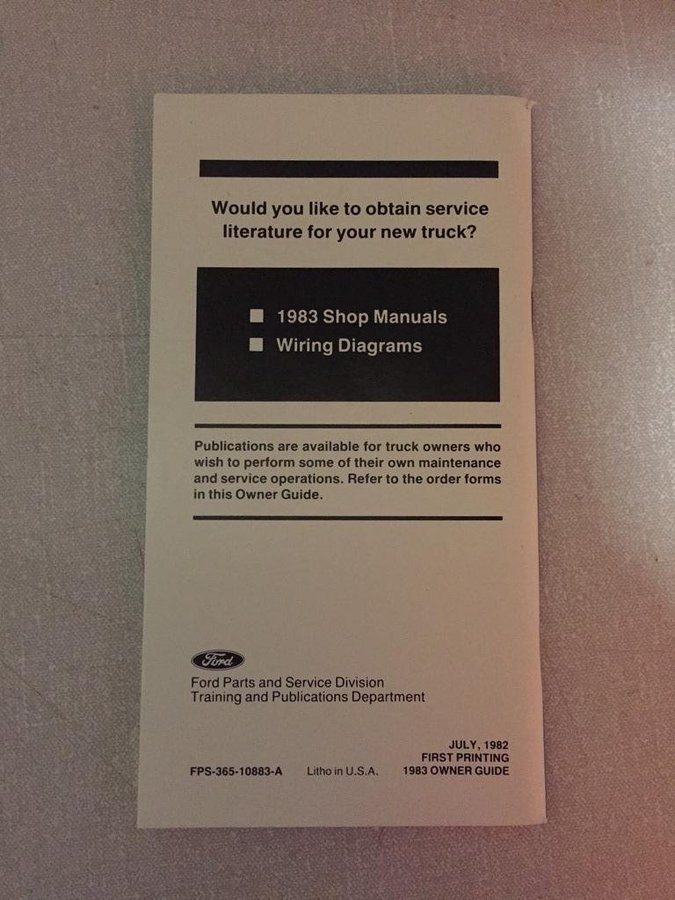 Would you like to obtain service
literature for your new truck?
1983 Shop Manuals
Wiring Diagrams
Publications are available for truck owners who
wish to perform some of their own maintenance
and service operations. Refer to the order forms
in this Owner Guide.
Ford
Ford Parts and Service Division
Training and Publications Department
JULY, 1982
FIRST PRINTING
FPS-365-10883-A Litho in U.S.A. 1983 OWNER GUIDE